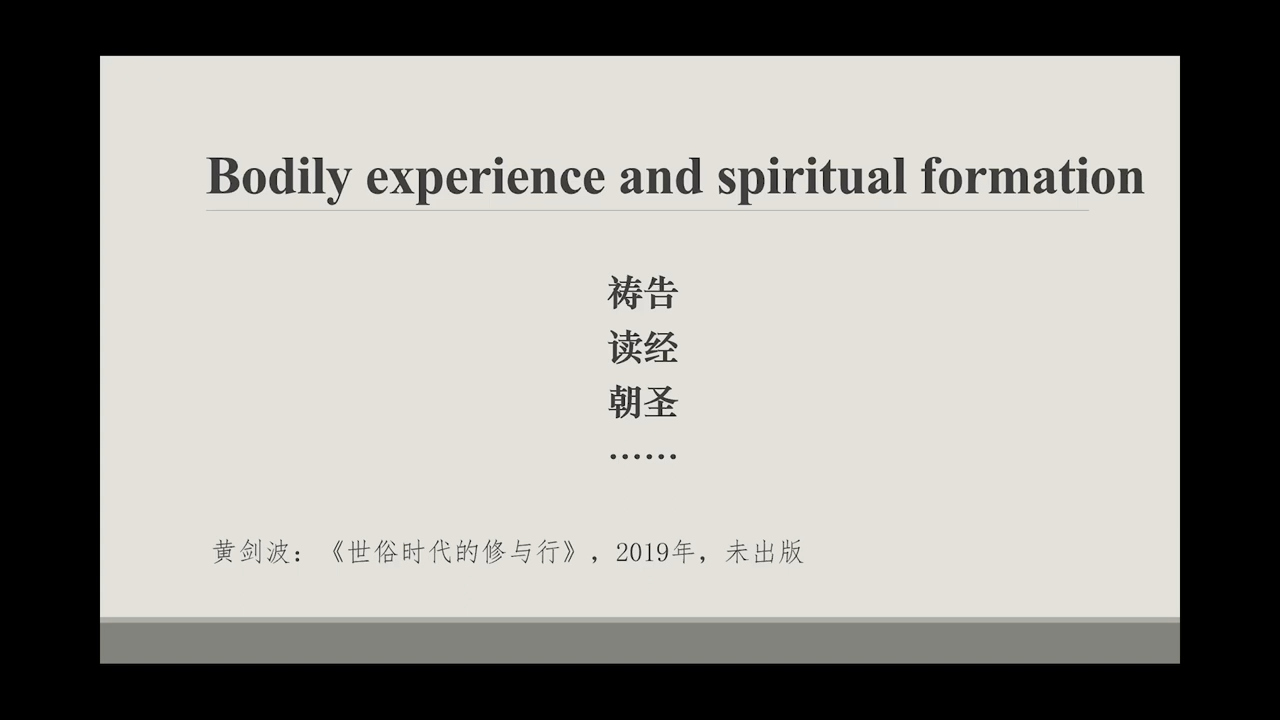 Bodily experience and spiritual formation
祷告
读经
朝圣
……
黄剑波：《世俗时代的修与行》，2019年，未出版